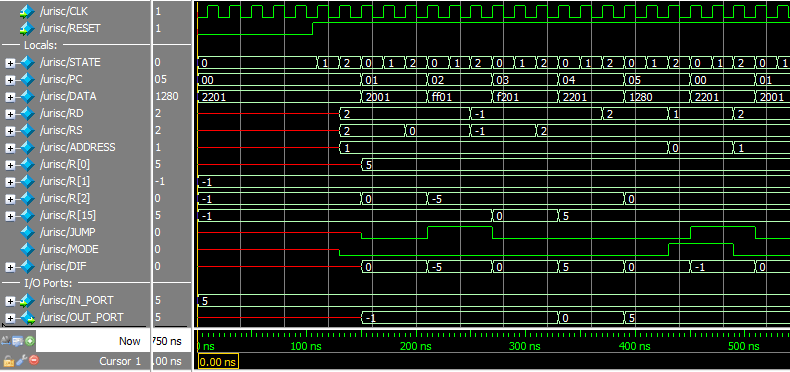 /urisc/CLK 1
/urisc/RESET 1
Locals:
/urisc/STATE 0 0 1 2 0 1 2 0 1 2 0 1 2 0 1 2 0 1 2 0 1 2 0 1
/urisc/PC 05 00 01 02 03 04 05 00 01
/urisc/DATA 1280 2201 2001 ff01 f201 2201 1280 2201 2001
/urisc/RD 2 2 -1 2 1 2
/urisc/RS 2 2 0 -1 2
/urisc/ADDRESS 1 1 0 1
/urisc/R[0] 5 5
/urisc/R[1] -1 -1
/urisc/R[2] 0 -1 0 -5 0
/urisc/R[15] 5 -1 0 5
/urisc/JUMP 0
/urisc/MODE 0
/urisc/DIF 0 0 -5 0 5 0 -1 0
I/O Ports:
/urisc/IN_PORT 5 5
/urisc/OUT_PORT 5 -1 0 5
Now 750 ns 0 ns 100 ns 200 ns 300 ns 400 ns 500 ns
Cursor 1 .00 ns 0.00 ns